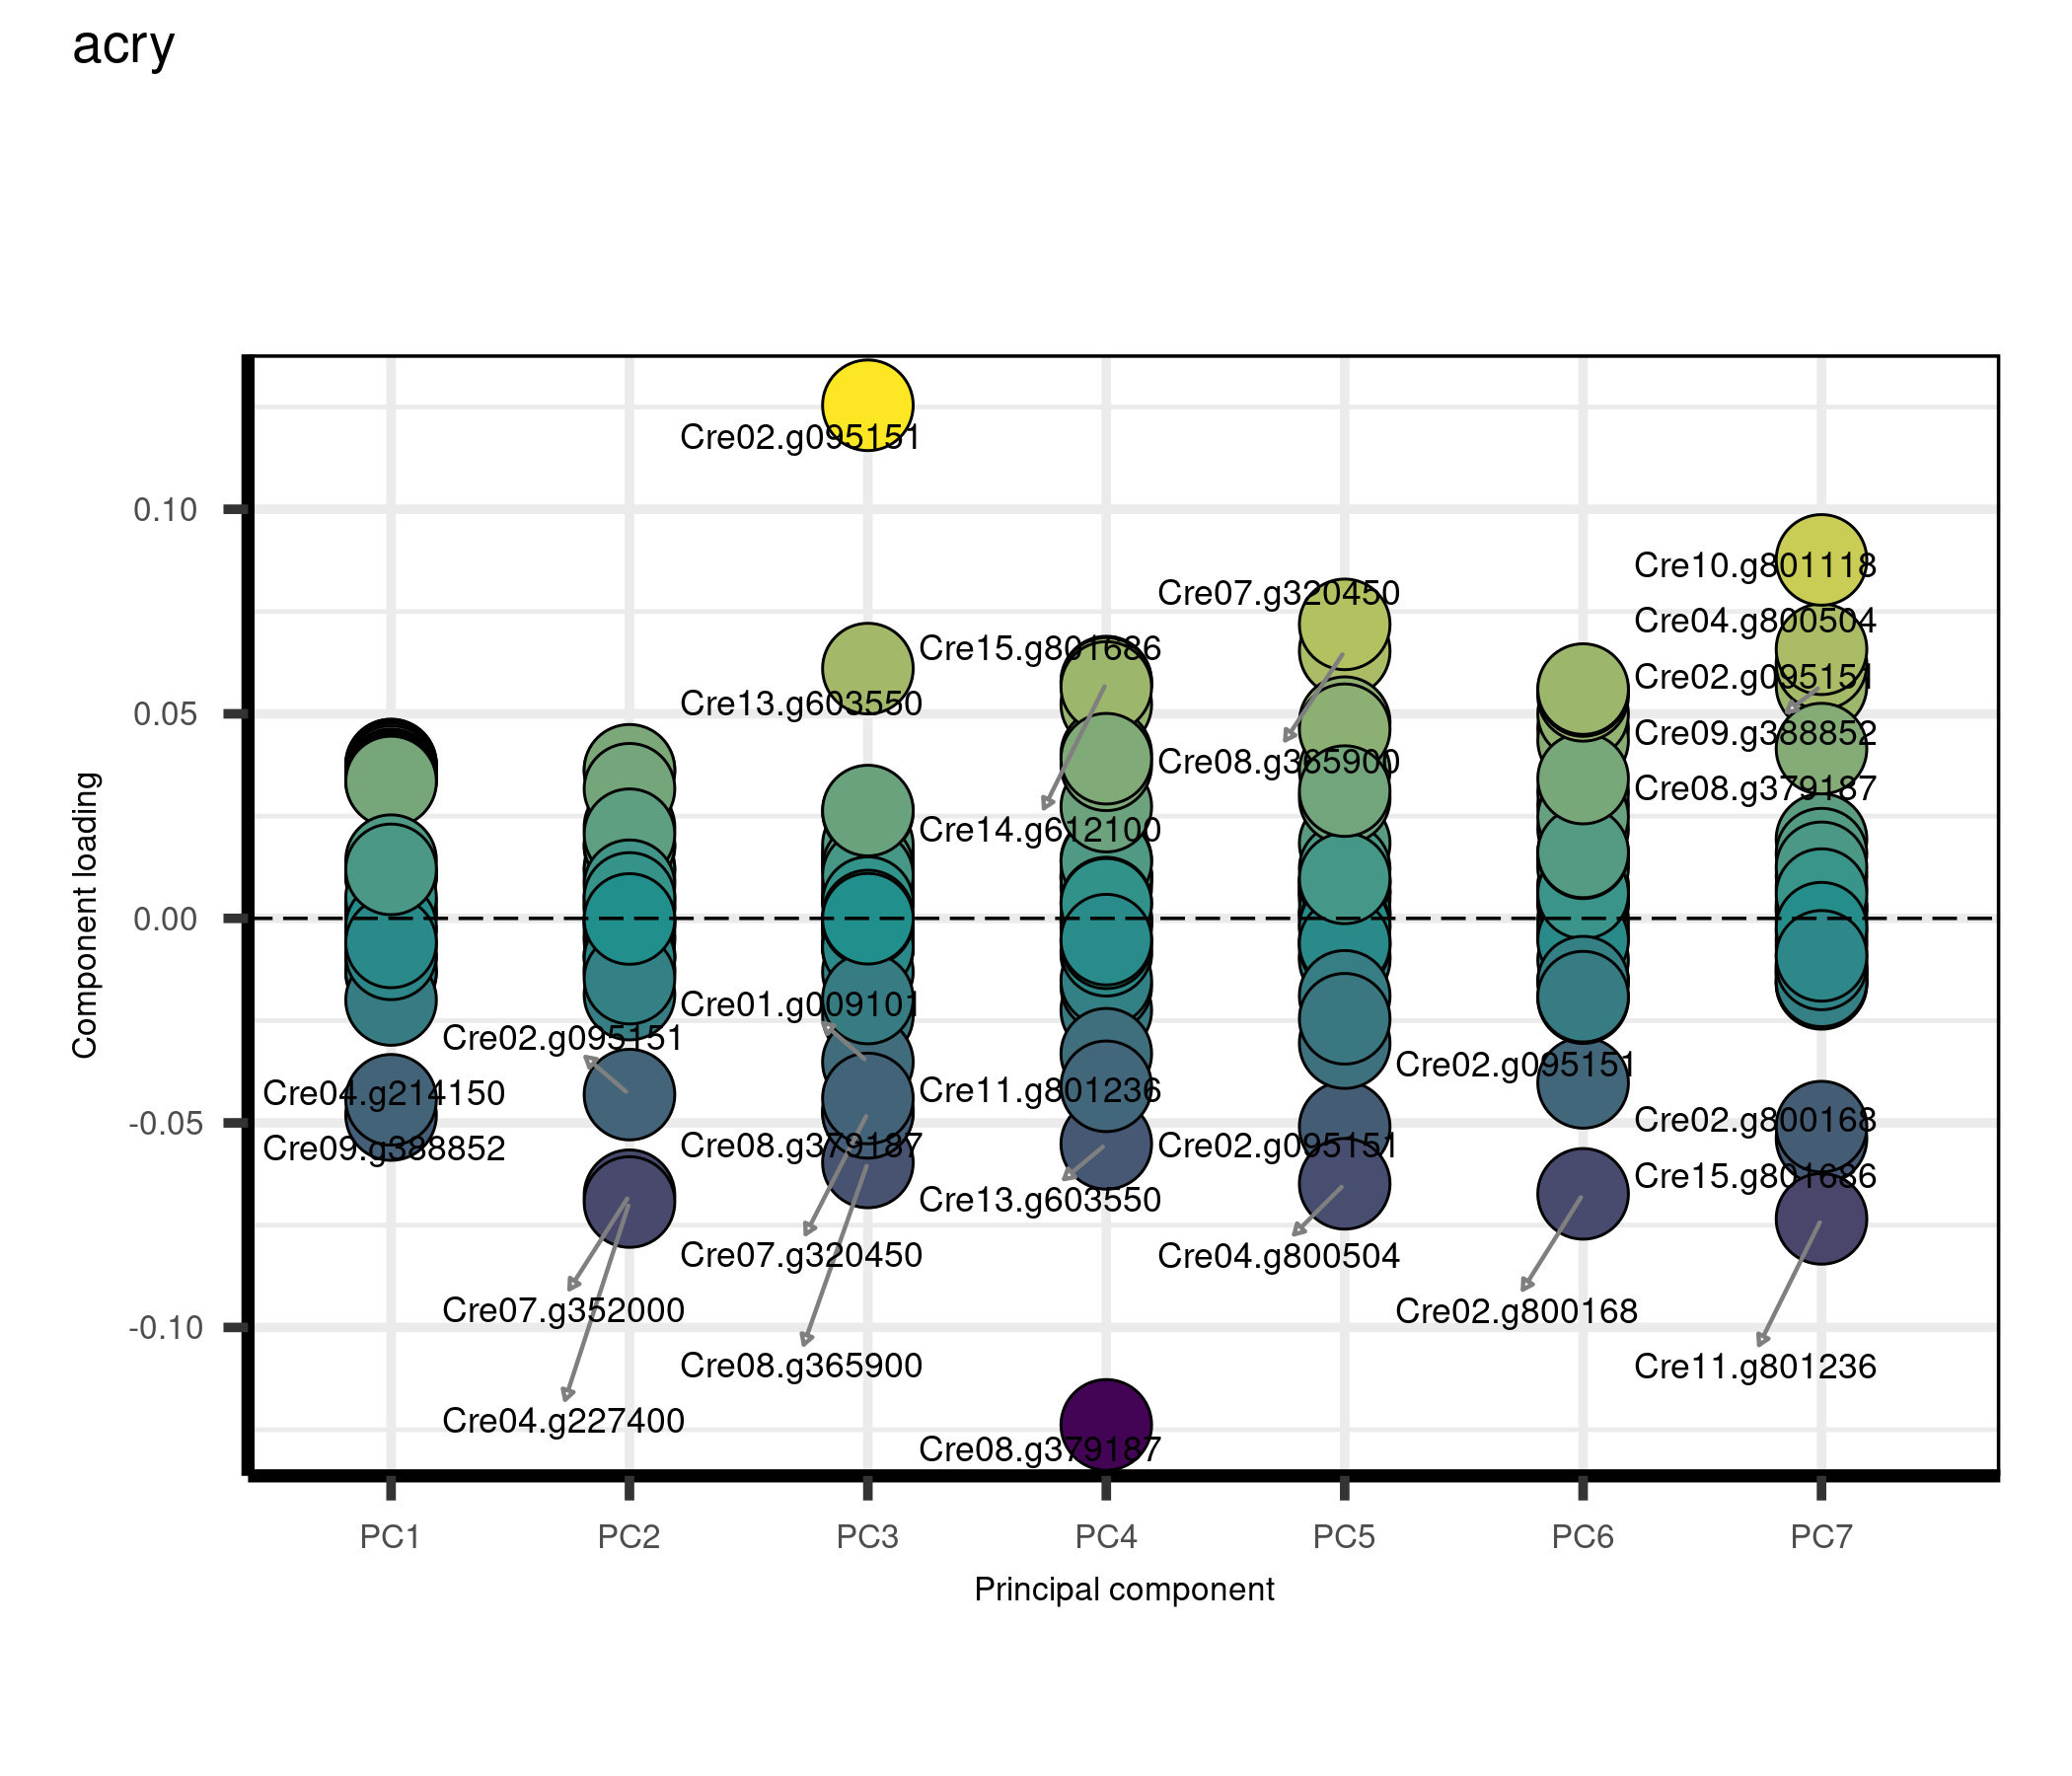 acry
Cre02.g095151
0.10
Cre10.g801118
Cre07.g320450
Cre04.g800504
Cre15.g801686
Cre02.g095151
Cre13.g603550
0.05
Cre09.g388852
Cre08.g365900
Cre08.g379187
Cre14.g612100
0.00
Component loading
Cre01.g009101
Cre02.g095151
Cre02.g095151
Cre04.g214150
Cre11.g801236
-0.05
Cre02.g800168
Cre09.g388852
Cre08.g379187
Cre02.g095151
Cre15.g801686
Cre13.g603550
Cre07.g320450
Cre04.g800504
Cre07.g352000
Cre02.g800168
-0.10
Cre08.g365900
Cre11.g801236
Cre04.g227400
Cre08.g379187
PC1 PC2 PC3 PC4 PC5 PC6 PC7
Principal component